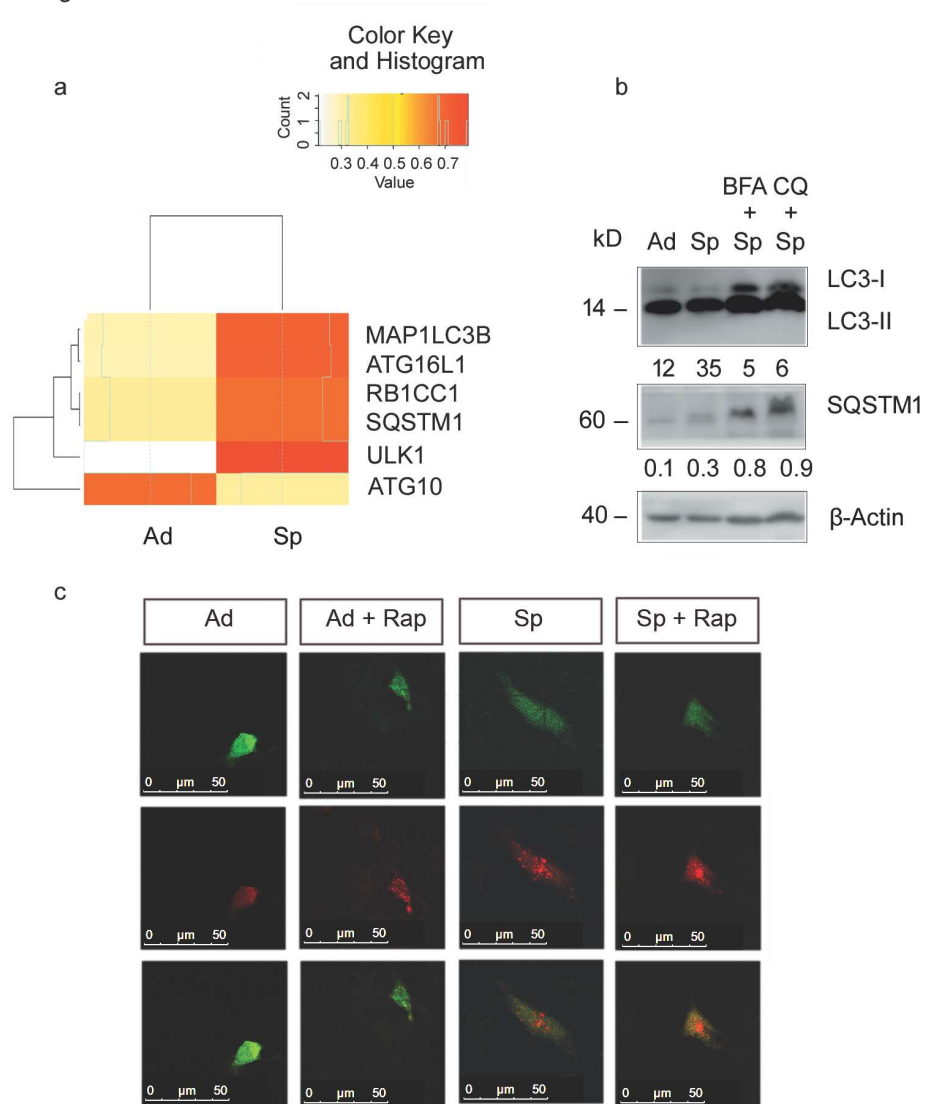 Color Key
and Histogram
a
b
Count
0 1 2
0.3 0.4 0.5 0.6 0.7
Value
BFA CQ
+ +
kD Ad Sp Sp Sp
LC3-I
14
LC3-II
12 35 5 6
SQSTM1
60
0.1 0.3 0.8 0.9
40
β-Actin
MAP1LC3B
ATG16L1
RB1CC1
SQSTM1
ULK1
ATG10
Ad Sp
c
Ad Ad + Rap Sp Sp + Rap
0 µm 50 0 µm 50 0 µm 50 0 µm 50
0 µm 50 0 µm 50 0 µm 50 0 µm 50
0 µm 50 0 µm 50 0 µm 50 0 µm 50